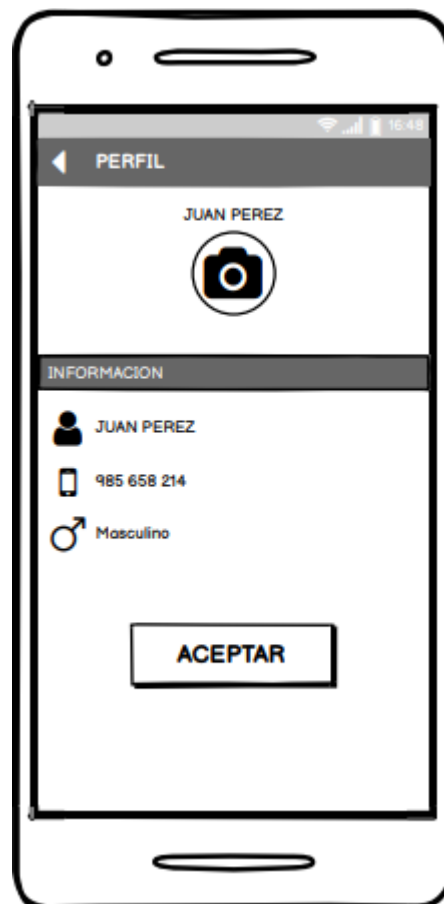 16:48
PERFIL
JUAN PEREZ
INFORMACION
JUAN PEREZ
985 658 214
Masculino
ACEPTAR